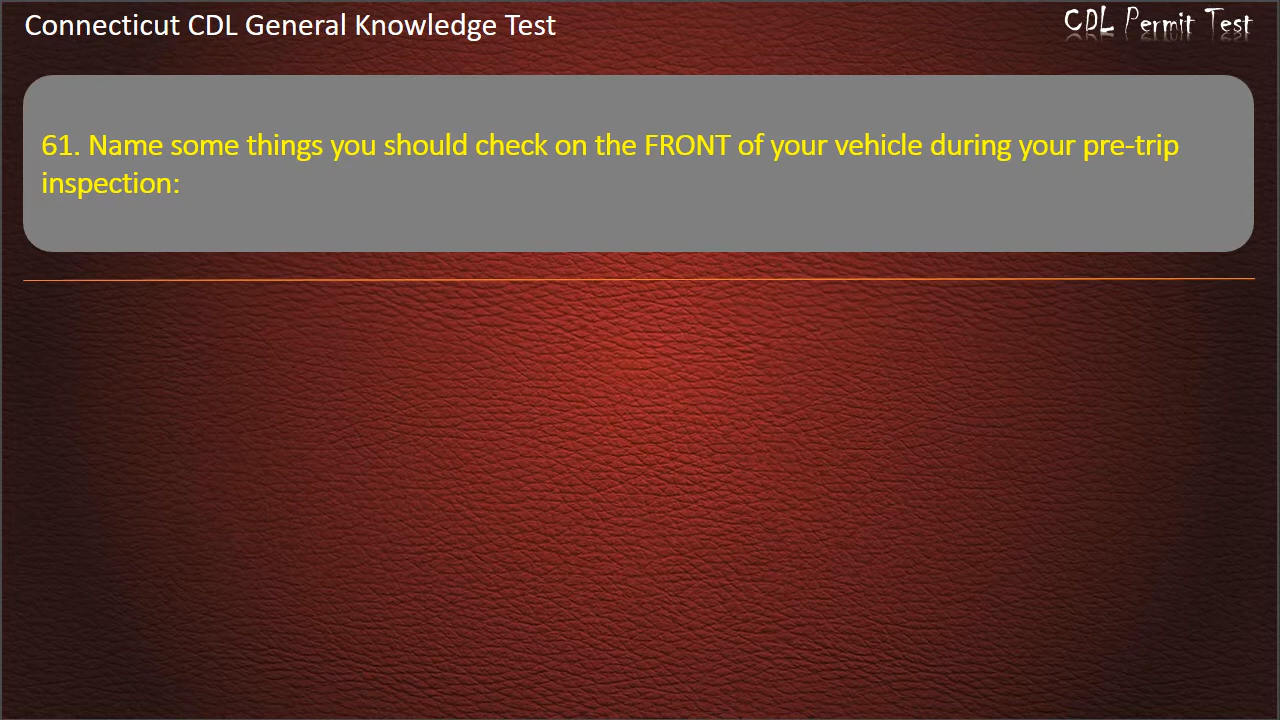 Connecticut CDL General Knowledge Test
CDL Permit Test
61. Name some things you should check on the FRONT of your vehicle during your pre-trip
inspection: